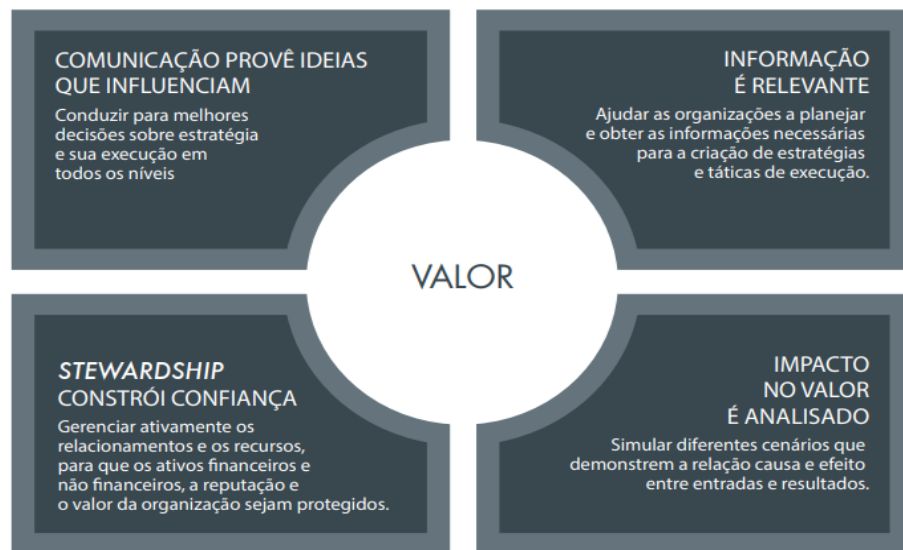 COMUNICAÇÃO PROVÊ IDEIAS
QUE INFLUENCIAM
Conduzir para melhores
decisões sobre estratégia
e sua execução em
todos os níveis
INFORMAÇÃO
É RELEVANTE
Ajudar as organizações a planejar
e obter as informações necessárias
para a criação de estratégias
e táticas de execução.
VALOR
STEWARDSHIP
CONSTRÓI CONFIANÇA
Gerenciar ativamente os
relacionamentos e os recursos,
para que os ativos financeiros e
não financeiros, a reputação e
o valor da organização sejam protegidos.
IMPACTO
NO VALOR
É ANALISADO
Simular diferentes cenários que
demonstrem a relação causa e efeito
entre entradas e resultados.